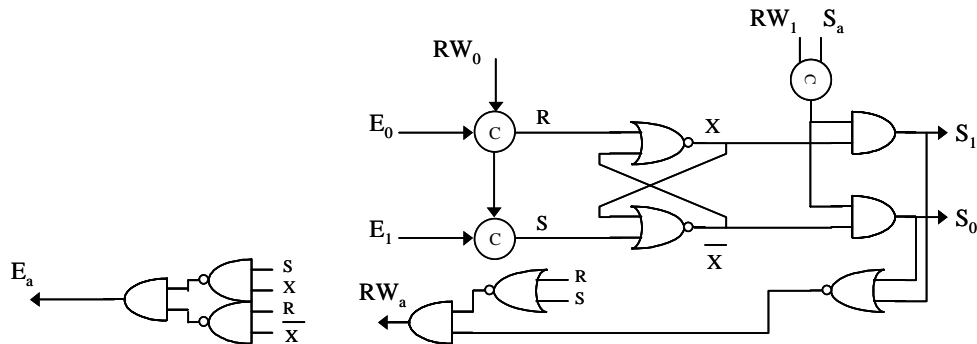 RW₁ Sₐ
RW₀
C
E₀ C R X S₁
E₁ C S X̅ S₀
Eₐ S X R X̅
RWₐ R S